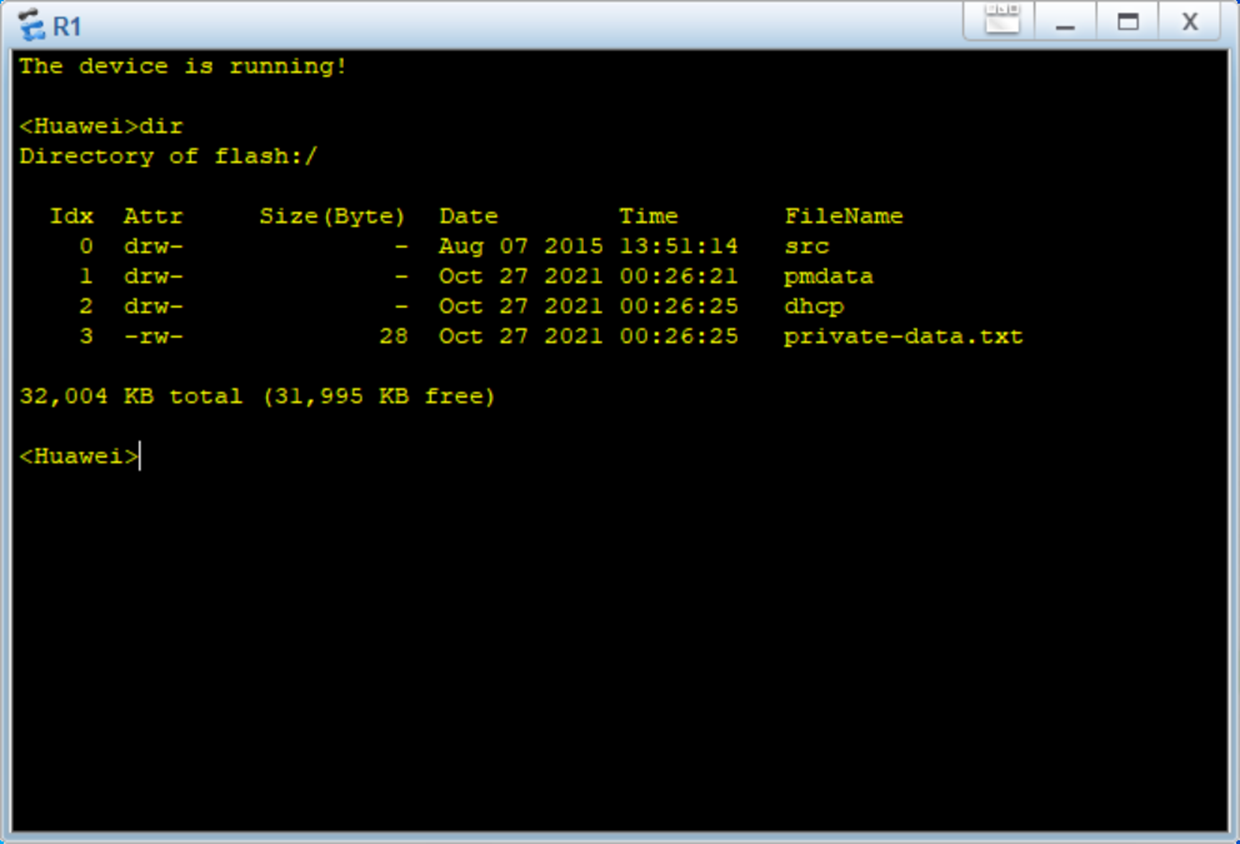 R1
The device is running!
<Huawei>dir
Directory of flash:/
  Idx  Attr     Size(Byte)  Date        Time       FileName
    0  drw-              -  Aug 07 2015 13:51:14   src
    1  drw-              -  Oct 27 2021 00:26:21   pmdata
    2  drw-              -  Oct 27 2021 00:26:25   dhcp
    3  -rw-             28  Oct 27 2021 00:26:25   private-data.txt
32,004 KB total (31,995 KB free)
<Huawei>